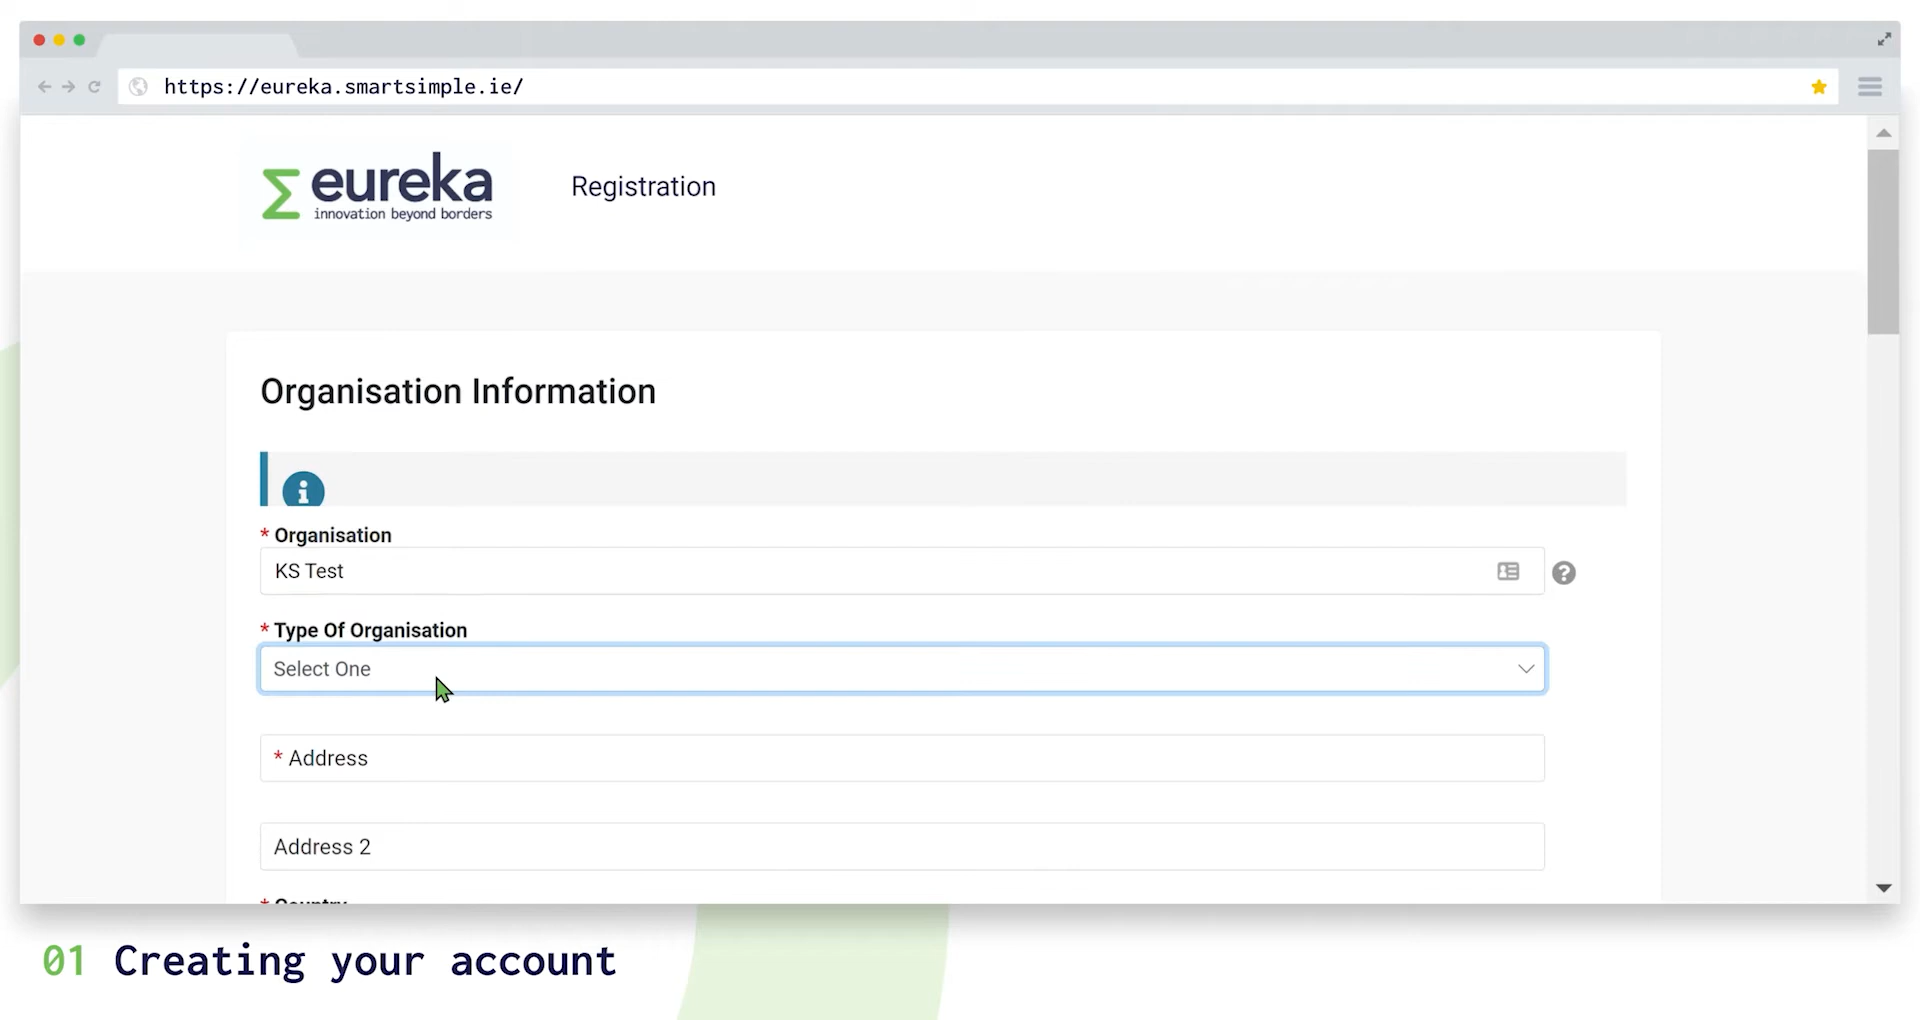 https://eureka.smartsimple.ie/
eureka
innovation beyond borders
Registration
Organisation Information
* Organisation
KS Test
* Type Of Organisation
Select One
* Address
Address 2
* Country
01 Creating your account